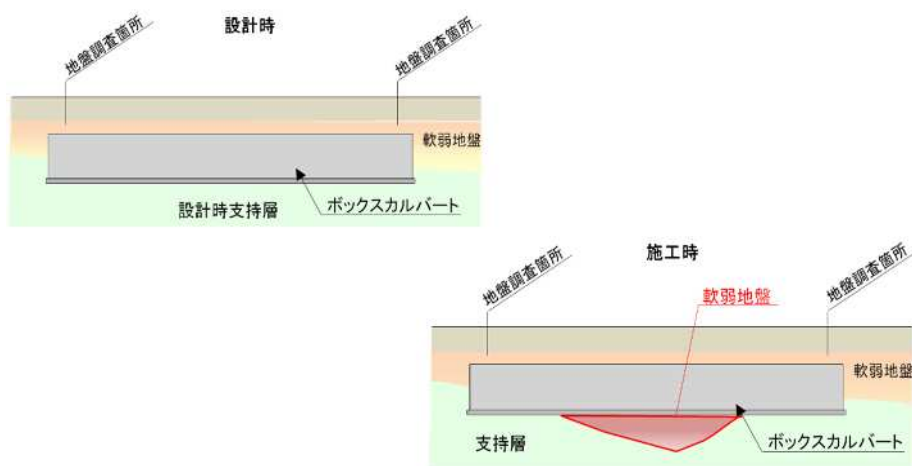 設計時
地盤調査箇所
地盤調査箇所
軟弱地盤
設計時支持層
ボックスカルバート
施工時
地盤調査箇所
地盤調査箇所
軟弱地盤
軟弱地盤
支持層
ボックスカルバート